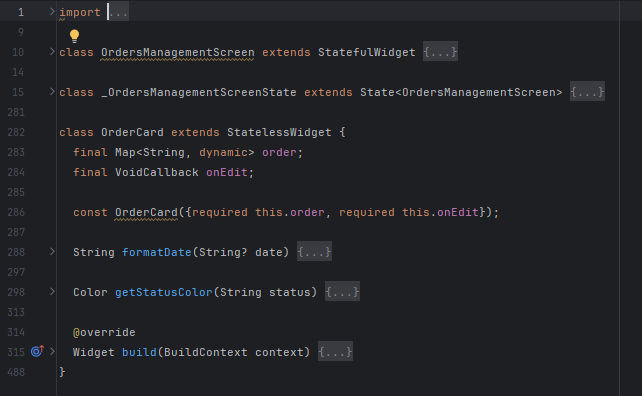 1 import ...
9
10 class OrdersManagementScreen extends StatefulWidget {...}
14
15 class _OrdersManagementScreenState extends State<OrdersManagementScreen> {...}
281
282 class OrderCard extends StatelessWidget {
283 final Map<String, dynamic> order;
284 final VoidCallback onEdit;
285
286 const OrderCard({required this.order, required this.onEdit});
287
288 String formatDate(String? date) {...}
297
298 Color getStatusColor(String status) {...}
313
314 @override
315 Widget build(BuildContext context) {...}
488 }